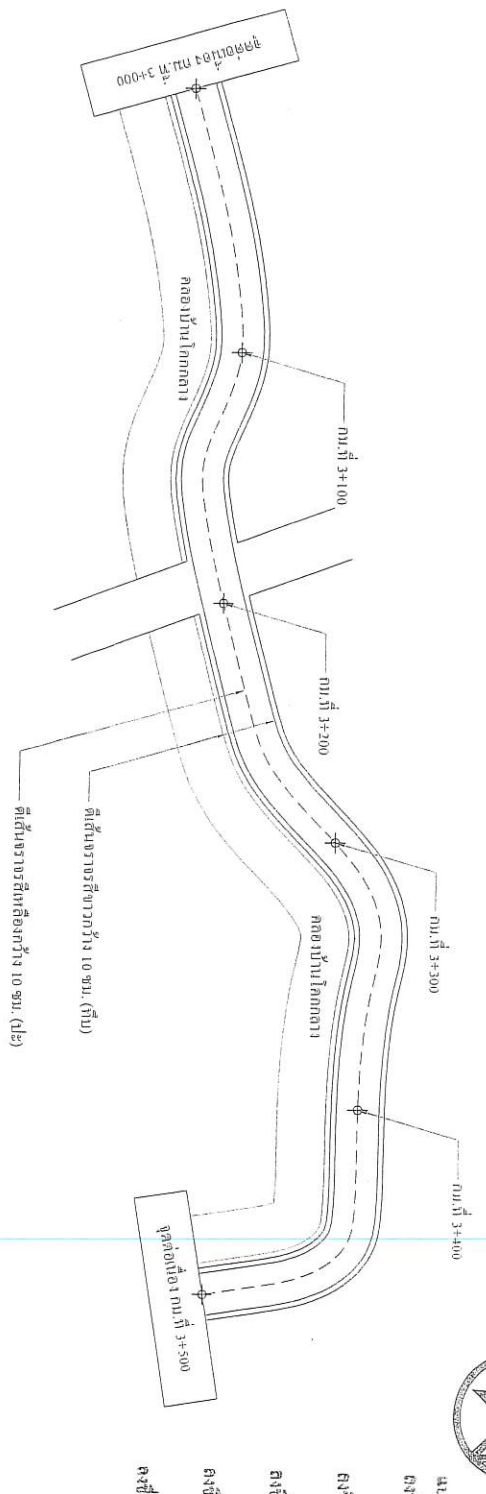 จุดต่อเนื่อง กม.ที่ 3+000
คลองบ้านโคกกลาง
กม.ที่ 3+100
กม.ที่ 3+200
ตีเส้นจราจรสีเหลืองกว้าง 10 ซม. (ปะ)
ตีเส้นจราจรสีขาวกว้าง 10 ซม. (ทึบ)
กม.ที่ 3+300
คลองบ้านโคกกลาง
กม.ที่ 3+400
จุดต่อเนื่อง กม.ที่ 3+500